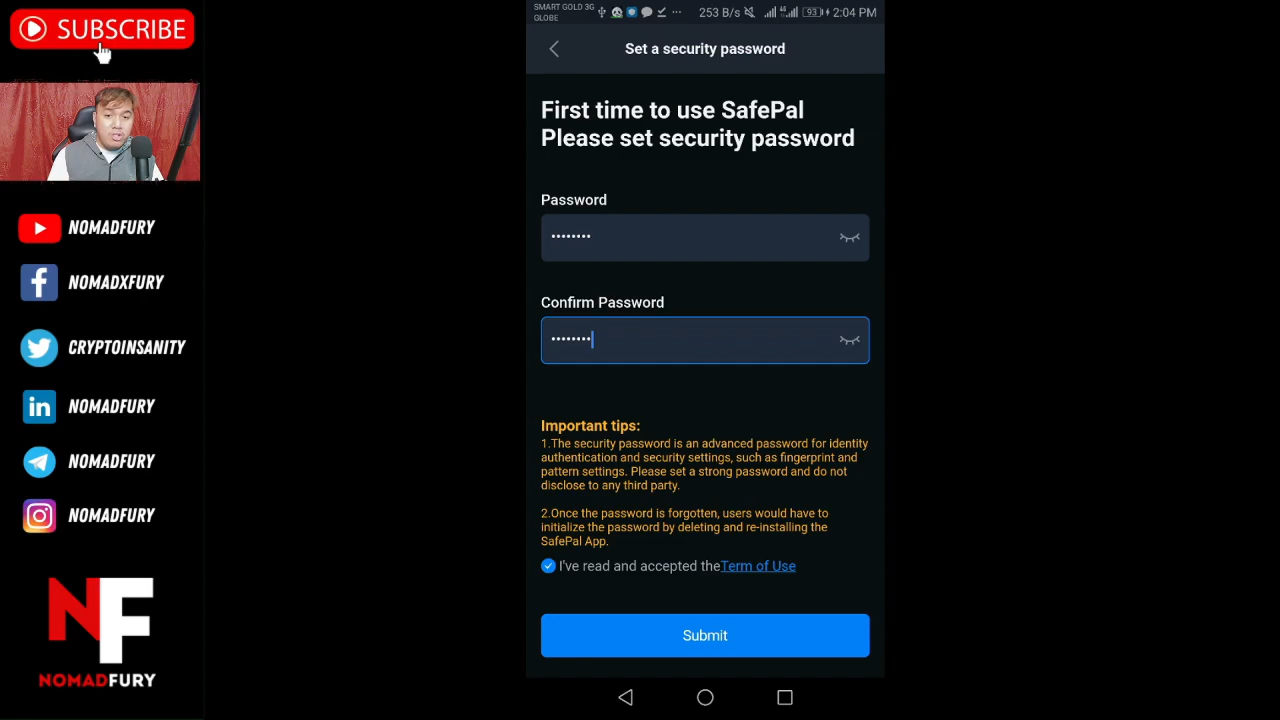 SUBSCRIBE
NOMADFURY
NOMADXFURY
CRYPTOINSANITY
NOMADFURY
NOMADFURY
NOMADFURY
NF
NOMADFURY
SMART GOLD 3G
GLOBE
253 B/s
4G
93
2:04 PM
Set a security password
First time to use SafePal
Please set security password
Password
••••••••
Confirm Password
••••••••
Important tips:
1.The security password is an advanced password for identity
authentication and security settings, such as fingerprint and
pattern settings. Please set a strong password and do not
disclose to any third party.
2.Once the password is forgotten, users would have to
initialize the password by deleting and re-installing the
SafePal App.
I've read and accepted theTerm of Use
Submit